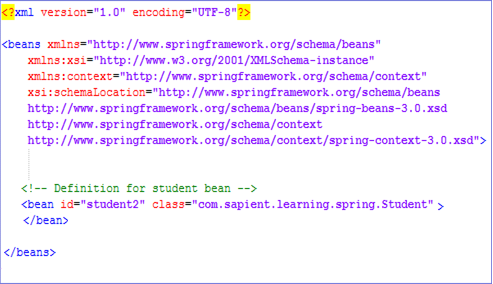 <?xml version="1.0" encoding="UTF-8"?>
<beans xmlns="http://www.springframework.org/schema/beans"
xmlns:xsi="http://www.w3.org/2001/XMLSchema-instance"
xmlns:context="http://www.springframework.org/schema/context"
xsi:schemaLocation="http://www.springframework.org/schema/beans
http://www.springframework.org/schema/beans/spring-beans-3.0.xsd
http://www.springframework.org/schema/context
http://www.springframework.org/schema/context/spring-context-3.0.xsd">
<!-- Definition for student bean -->
<bean id="student2" class="com.sapient.learning.spring.Student" >
</bean>
</beans>